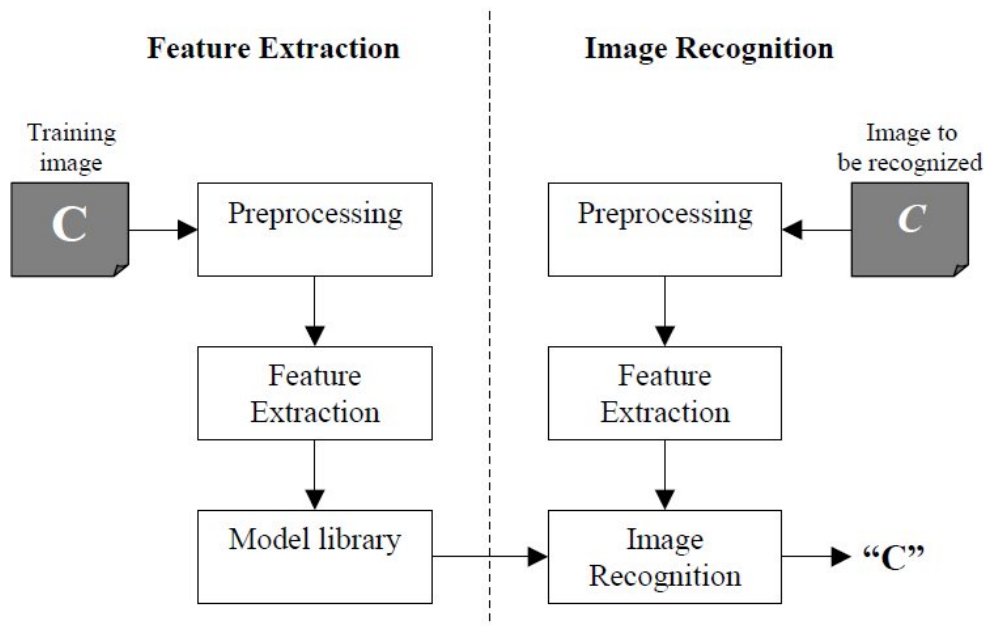 Feature Extraction
Image Recognition
Training
image
C
Preprocessing
Feature
Extraction
Model library
Image to
be recognized
C
Preprocessing
Feature
Extraction
Image
Recognition
“C”